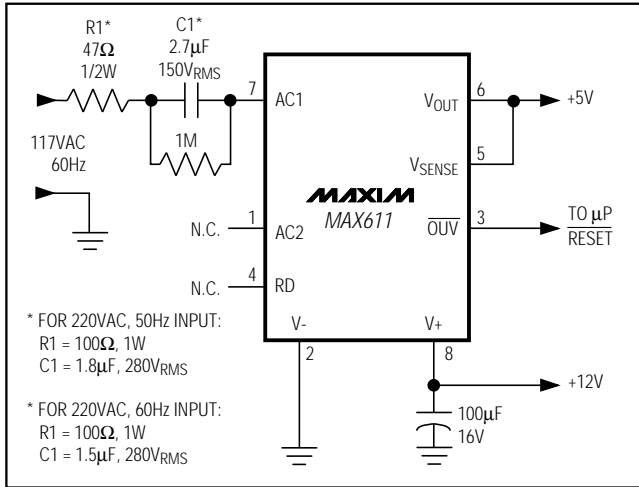 R1*
47Ω
1/2W
C1*
2.7µF
150VRMS
7
AC1
1M
117VAC
60Hz
N.C.
1
AC2
N.C.
4
RD
MAXIM
MAX611
VOUT
6
+5V
VSENSE
5
OUV
3
TO µP
RESET
V-
2
V+
8
+12V
100µF
16V
* FOR 220VAC, 50Hz INPUT:
R1 = 100Ω, 1W
C1 = 1.8µF, 280VRMS
* FOR 220VAC, 60Hz INPUT:
R1 = 100Ω, 1W
C1 = 1.5µF, 280VRMS